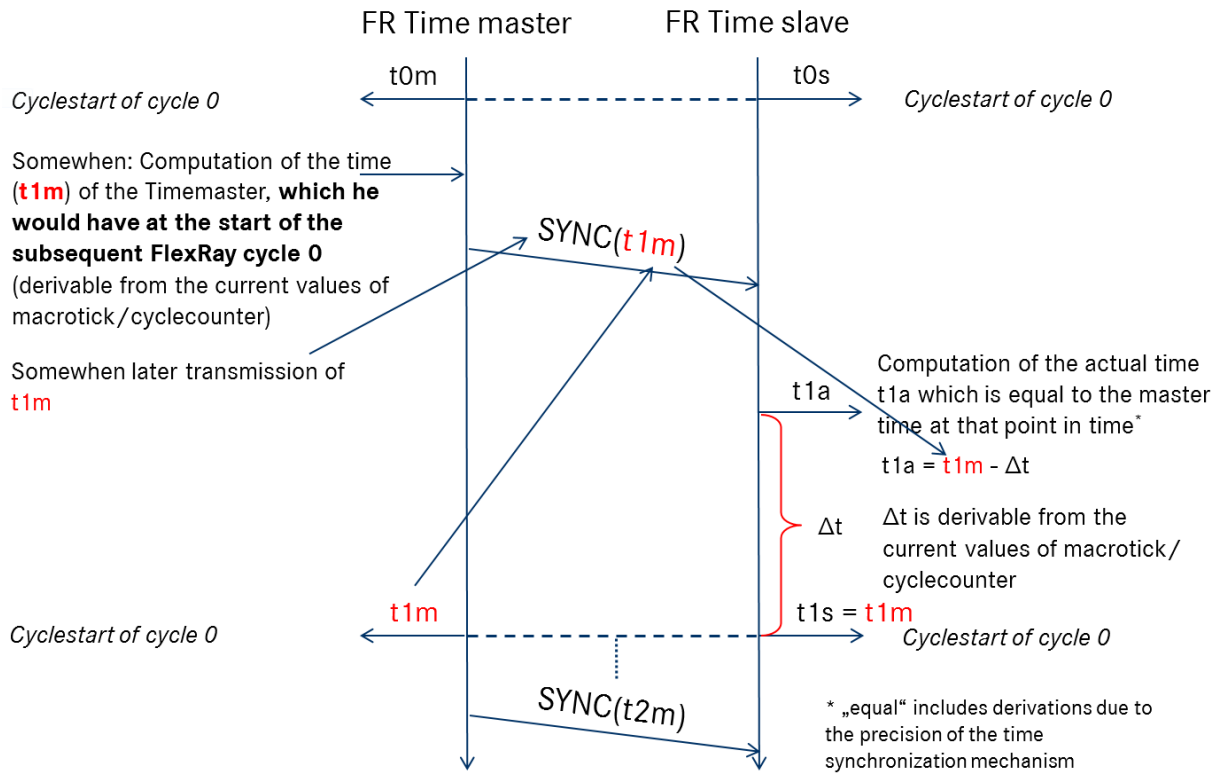 FR Time master
FR Time slave
t0m
t0s
Cyclestart of cycle 0
Cyclestart of cycle 0
Somewhen: Computation of the time
(t1m) of the Timemaster, which he
would have at the start of the
subsequent FlexRay cycle 0
(derivable from the current values of
macrotick/cyclecounter)
SYNC(t1m)
Somewhen later transmission of
t1m
t1a
Computation of the actual time
t1a which is equal to the master
time at that point in time*
t1a = t1m - Δt
Δt
Δt is derivable from the
current values of macrotick/
cyclecounter
t1m
t1s = t1m
Cyclestart of cycle 0
Cyclestart of cycle 0
SYNC(t2m)
* „equal“ includes derivations due to
the precision of the time
synchronization mechanism